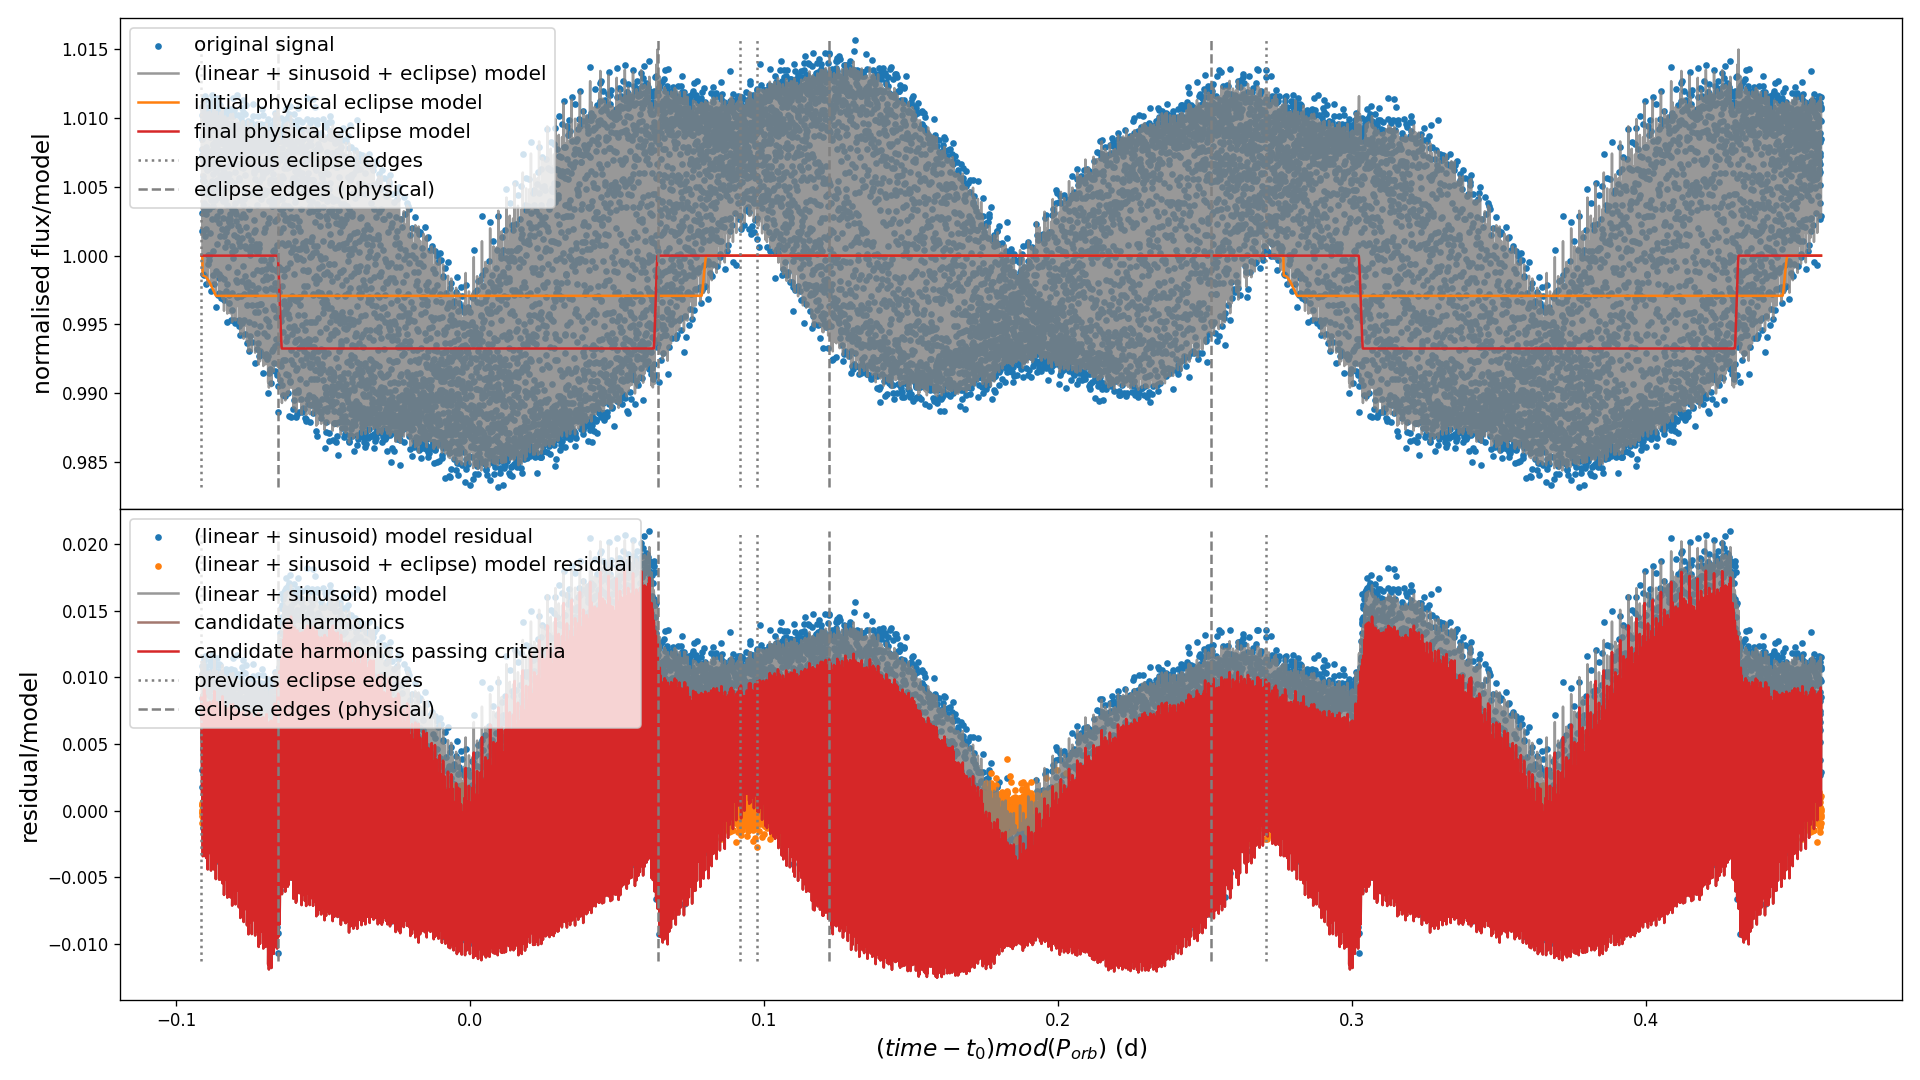 original signal
(linear + sinusoid + eclipse) model
initial physical eclipse model
final physical eclipse model
previous eclipse edges
eclipse edges (physical)
normalised flux/model
1.015
1.010
1.005
1.000
0.995
0.990
0.985
(linear + sinusoid) model residual
(linear + sinusoid + eclipse) model residual
(linear + sinusoid) model
candidate harmonics
candidate harmonics passing criteria
previous eclipse edges
eclipse edges (physical)
residual/model
0.020
0.015
0.010
0.005
0.000
−0.005
−0.010
−0.1 0.0 0.1 0.2 0.3 0.4
(time − t₀)mod(Pₒᵣb) (d)